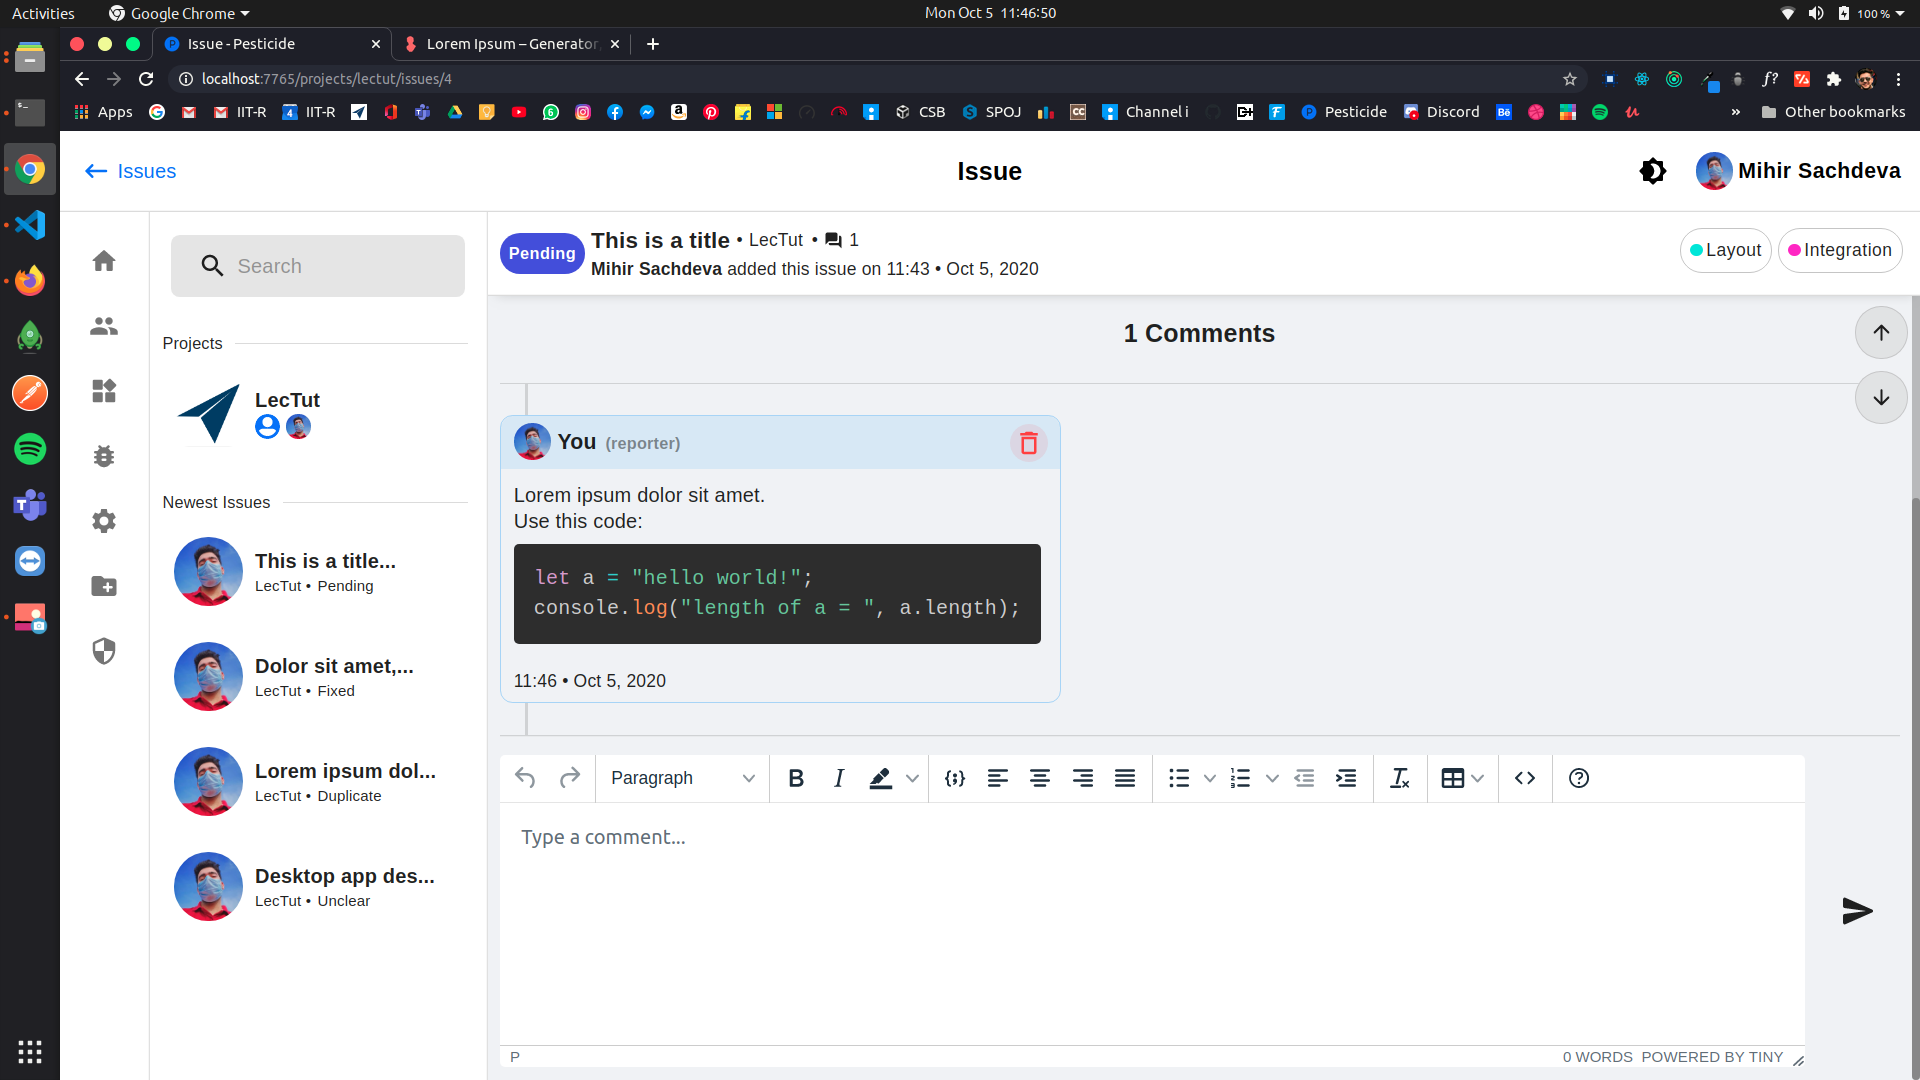 Activities
Google Chrome
Mon Oct 5 11:46:50
100 %
Issue - Pesticide
Lorem Ipsum – Generator,
localhost:7765/projects/lectut/issues/4
Apps
IIT-R
IIT-R
CSB
SPOJ
Channel i
Pesticide
Discord
Other bookmarks
Issues
Issue
Mihir Sachdeva
Search
Projects
LecTut
Newest Issues
This is a title...
LecTut • Pending
Dolor sit amet,...
LecTut • Fixed
Lorem ipsum dol...
LecTut • Duplicate
Desktop app des...
LecTut • Unclear
Pending
This is a title • LecTut • 1
Mihir Sachdeva added this issue on 11:43 • Oct 5, 2020
Layout
Integration
1 Comments
You (reporter)
Lorem ipsum dolor sit amet.
Use this code:
let a = "hello world!";
console.log("length of a = ", a.length);
11:46 • Oct 5, 2020
Paragraph
Type a comment...
P
0 WORDS POWERED BY TINY